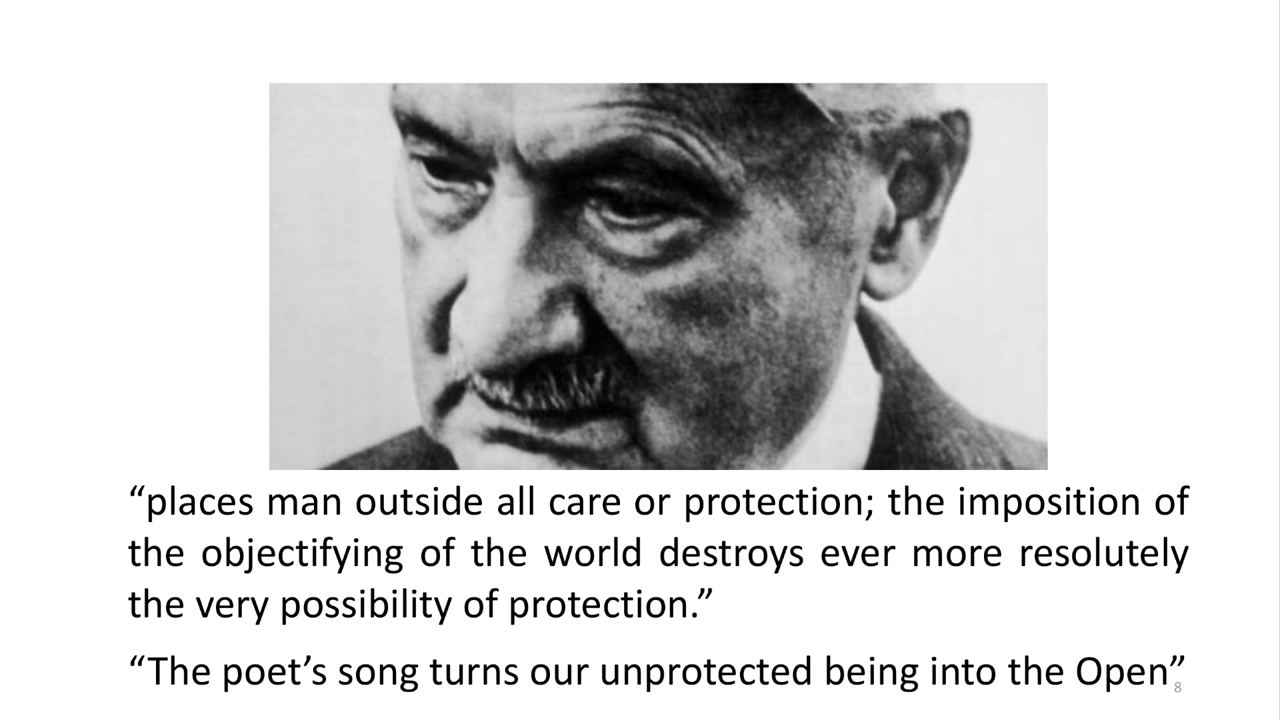 “places man outside all care or protection; the imposition of
the objectifying of the world destroys ever more resolutely
the very possibility of protection.”
“The poet’s song turns our unprotected being into the Open”
8